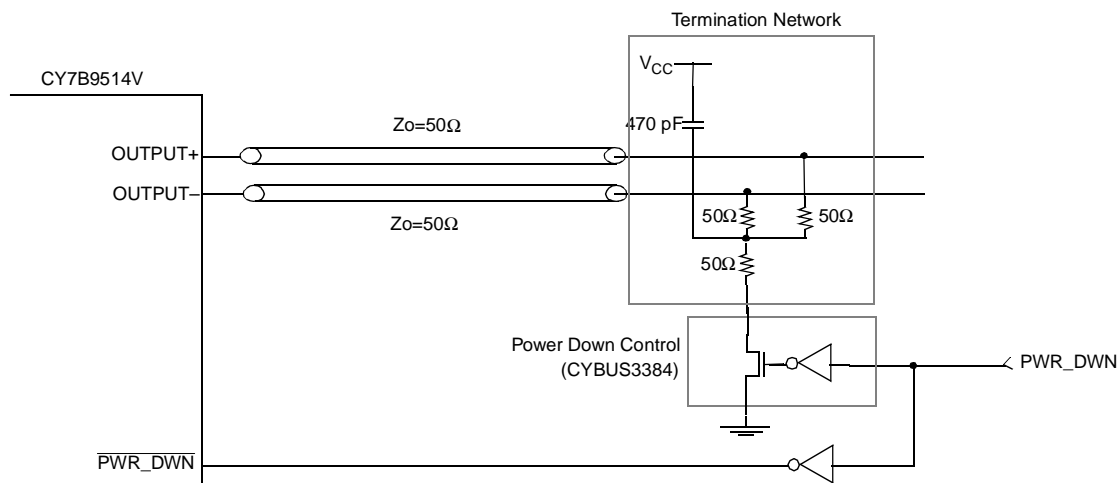 Termination Network
VCC
CY7B9514V
470 pF
Zo=50Ω
OUTPUT+
OUTPUT–
Zo=50Ω
50Ω
50Ω
50Ω
Power Down Control
(CYBUS3384)
PWR_DWN
PWR_DWN